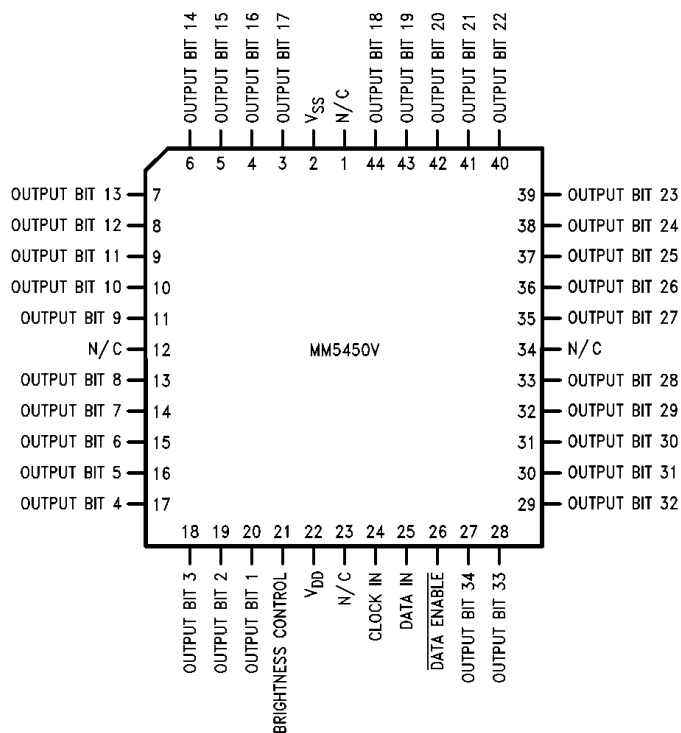 OUTPUT BIT 14
OUTPUT BIT 15
OUTPUT BIT 16
OUTPUT BIT 17
VSS
N/C
OUTPUT BIT 18
OUTPUT BIT 19
OUTPUT BIT 20
OUTPUT BIT 21
OUTPUT BIT 22
6 5 4 3 2 1 44 43 42 41 40
OUTPUT BIT 13 7
39 OUTPUT BIT 23
OUTPUT BIT 12 8
38 OUTPUT BIT 24
OUTPUT BIT 11 9
37 OUTPUT BIT 25
OUTPUT BIT 10 10
36 OUTPUT BIT 26
OUTPUT BIT 9 11
35 OUTPUT BIT 27
N/C 12
MM5450V
34 N/C
OUTPUT BIT 8 13
33 OUTPUT BIT 28
OUTPUT BIT 7 14
32 OUTPUT BIT 29
OUTPUT BIT 6 15
31 OUTPUT BIT 30
OUTPUT BIT 5 16
30 OUTPUT BIT 31
OUTPUT BIT 4 17
29 OUTPUT BIT 32
18 19 20 21 22 23 24 25 26 27 28
OUTPUT BIT 3
OUTPUT BIT 2
OUTPUT BIT 1
BRIGHTNESS CONTROL
VDD
N/C
CLOCK IN
DATA IN
DATA ENABLE
OUTPUT BIT 34
OUTPUT BIT 33